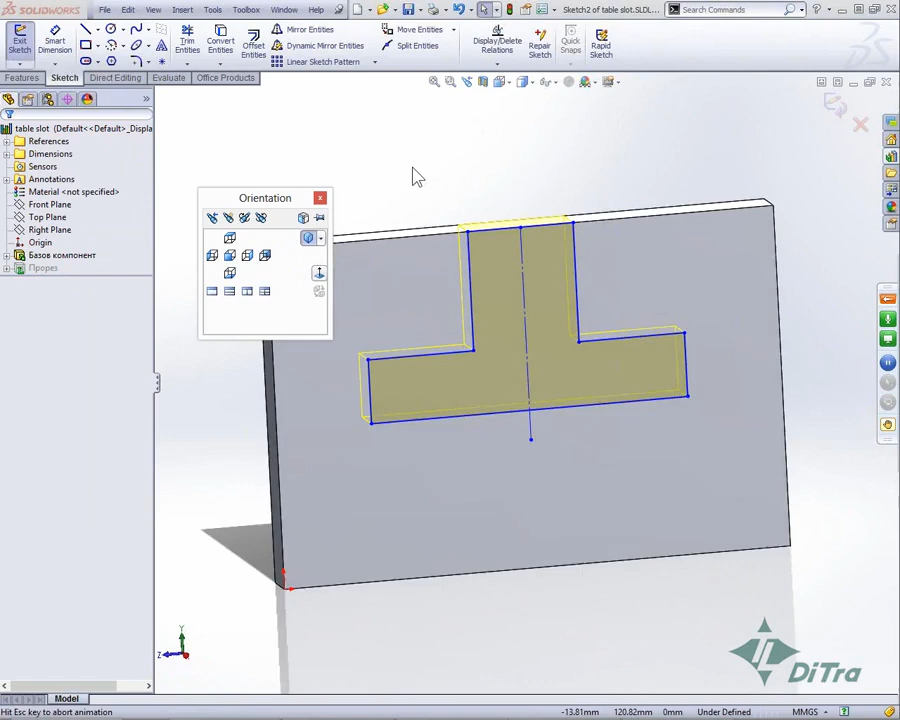 SOLIDWORKS
File Edit View Insert Tools Toolbox Window Help
Sketch2 of table slot.SLDL...
Search Commands
Exit Sketch
Smart Dimension
Trim Entities
Convert Entities
Offset Entities
Mirror Entities
Dynamic Mirror Entities
Linear Sketch Pattern
Move Entities
Split Entities
Display/Delete Relations
Repair Sketch
Quick Snaps
Rapid Sketch
Features Sketch Direct Editing Evaluate Office Products
table slot (Default<<Default>_Displa
References
Dimensions
Sensors
Annotations
Material <not specified>
Front Plane
Top Plane
Right Plane
Origin
Базов компонент
Прорез
Orientation
Y
Z
DiTra
Model
Hit Esc key to abort animation
-13.81mm 120.82mm 0mm Under Defined MMGS